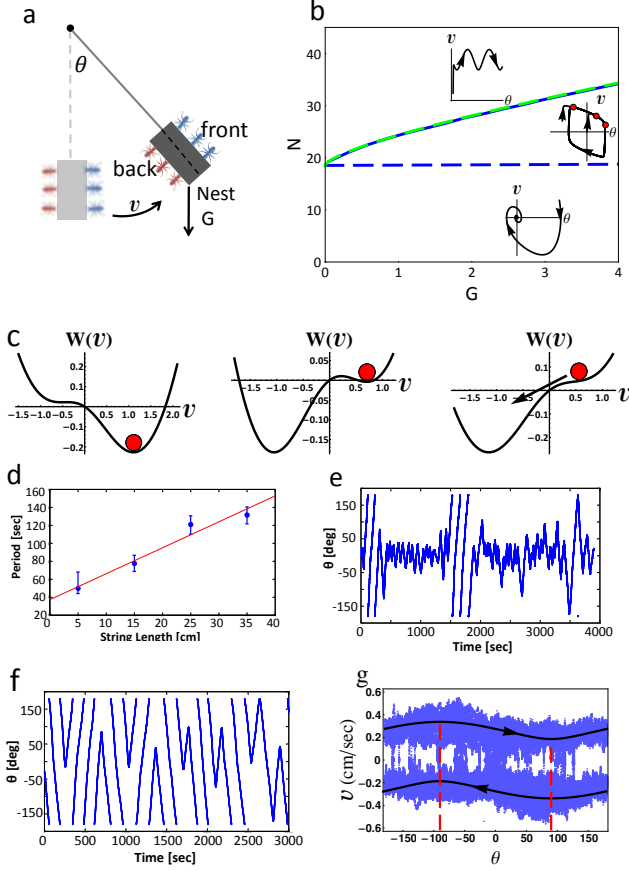 a
θ
front
back
v
Nest
G
b
N
40
30
20
10
0
0
1
2
3
4
G
v
θ
v
θ
v
θ
c
W(v)
0.2
0.1
-0.1
-0.2
-1.5 -1.0 -0.5 0.5 1.0 1.5 2.0
v
W(v)
0.05
-0.05
-0.10
-0.15
-1.5 -1.0 -0.5 0.5 1.0
v
W(v)
0.1
-0.1
-0.2
-1.5 -1.0 -0.5 0.5 1.0
v
d
Period [sec]
160
140
120
100
80
60
40
20
0
0 5 10 15 20 25 30 35 40
String Length [cm]
e
θ [deg]
150
50
-50
-150
0 1000 2000 3000 4000
Time [sec]
f
θ [deg]
150
50
-50
-150
0 500 1000 1500 2000 2500 3000
Time [sec]
g
v (cm/sec)
0.6
0.4
0.2
0
-0.2
-0.4
-0.6
-150 -100 -50 0 50 100 150
θ